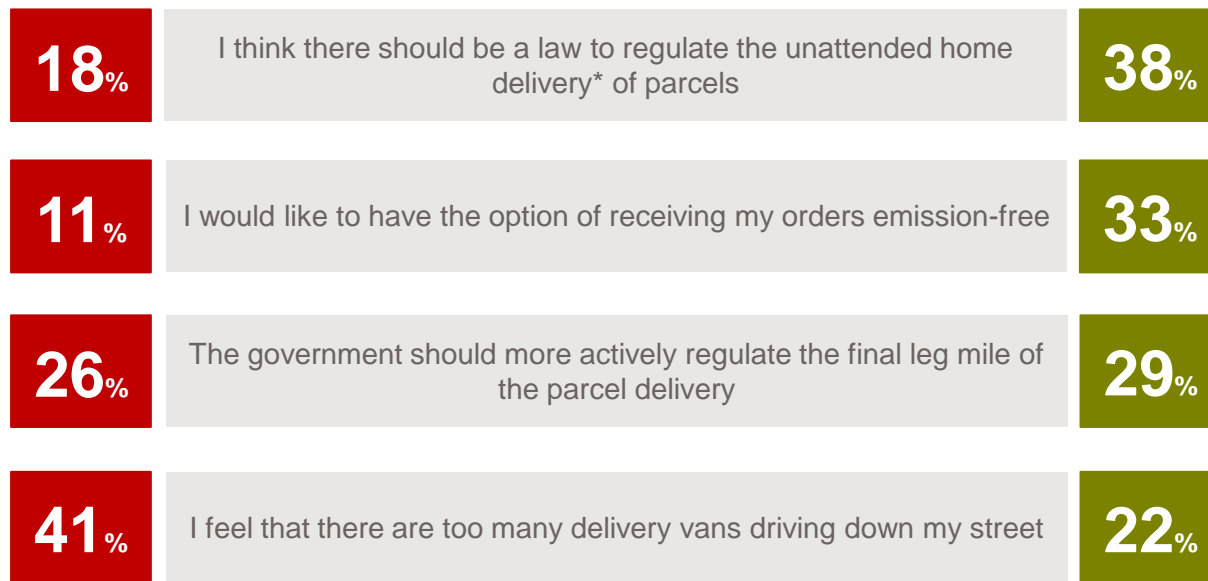 18%
I think there should be a law to regulate the unattended home
delivery* of parcels
38%
11%
I would like to have the option of receiving my orders emission-free
33%
26%
The government should more actively regulate the final leg mile of
the parcel delivery
29%
41%
I feel that there are too many delivery vans driving down my street
22%